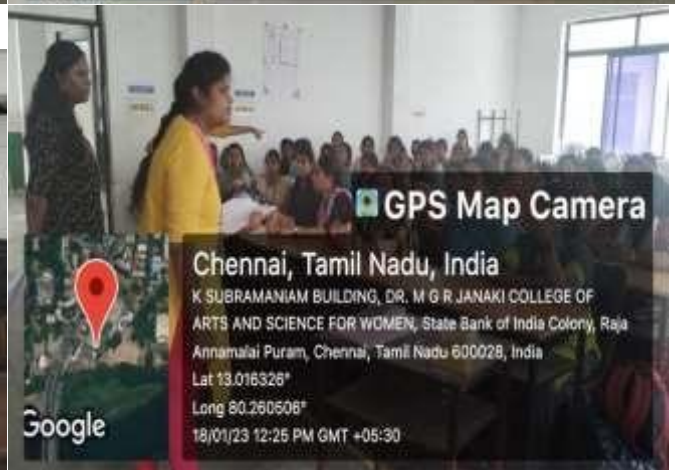 GPS Map Camera
Chennai, Tamil Nadu, India
K SUBRAMANIAM BUILDING, DR. M G R JANAKI COLLEGE OF
ARTS AND SCIENCE FOR WOMEN, State Bank of India Colony, Raja
Annamalai Puram, Chennai, Tamil Nadu 600028, India
Lat 13.016326°
Long 80.260606°
18/01/23 12:25 PM GMT +05:30
Google